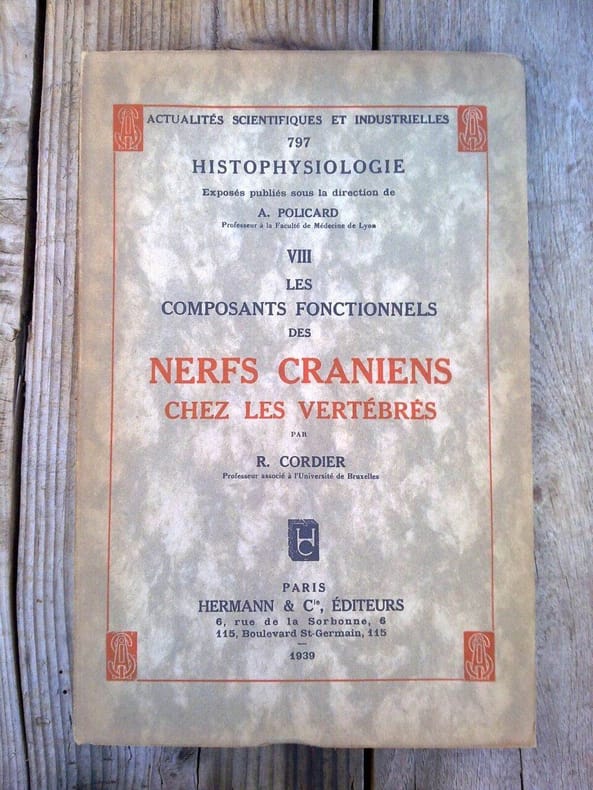 ACTUALITÉS SCIENTIFIQUES ET INDUSTRIELLES
797
HISTOPHYSIOLOGIE
Exposés publiés sous la direction de
A. POLICARD
Professeur à la Faculté de Médecine de Lyon
VIII
LES
COMPOSANTS FONCTIONNELS
DES
NERFS CRANIENS
CHEZ LES VERTÉBRÊS
PAR
R. CORDIER
Professeur associé à l'Université de Bruxelles
HC
PARIS
HERMANN & Cie, ÉDITEURS
6, rue de la Sorbonne, 6
115, Boulevard St-Germain, 115
1939